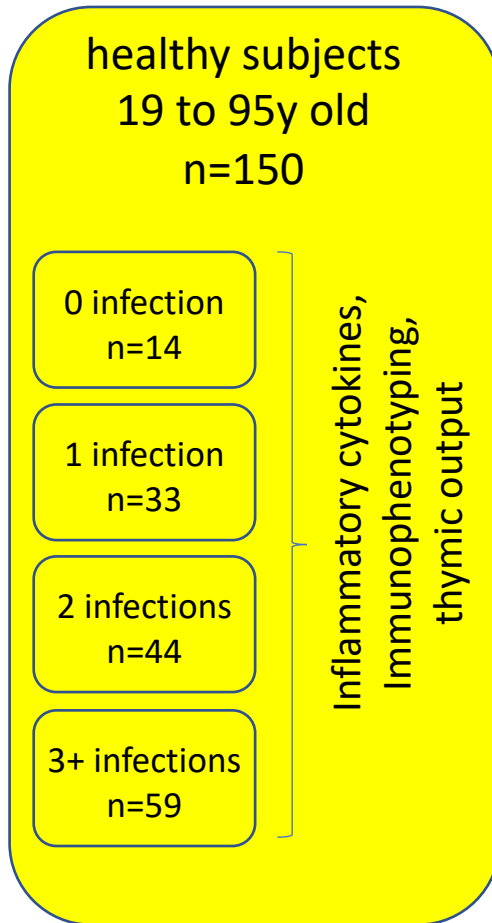 healthy subjects
19 to 95y old
n=150
0 infection
n=14
1 infection
n=33
2 infections
n=44
3+ infections
n=59
Inflammatory cytokines,
Immunophenotyping,
thymic output